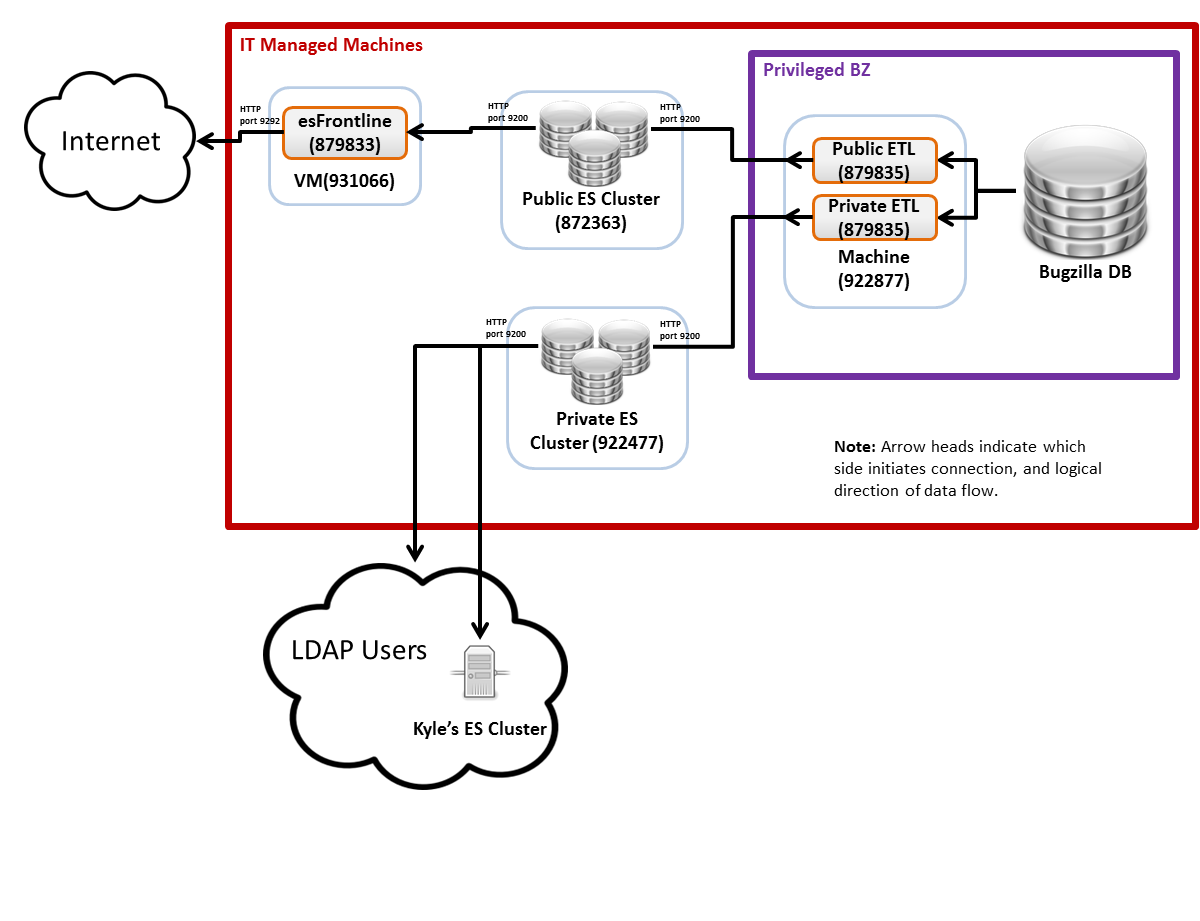 IT Managed Machines
Privileged BZ
Internet
HTTP
port 9292
esFrontline
(879833)
VM(931066)
HTTP
port 9200
HTTP
port 9200
Public ES Cluster
(872363)
Public ETL
(879835)
Private ETL
(879835)
Machine
(922877)
Bugzilla DB
HTTP
port 9200
HTTP
port 9200
Private ES
Cluster (922477)
Note: Arrow heads indicate which
side initiates connection, and logical
direction of data flow.
LDAP Users
Kyle’s ES Cluster